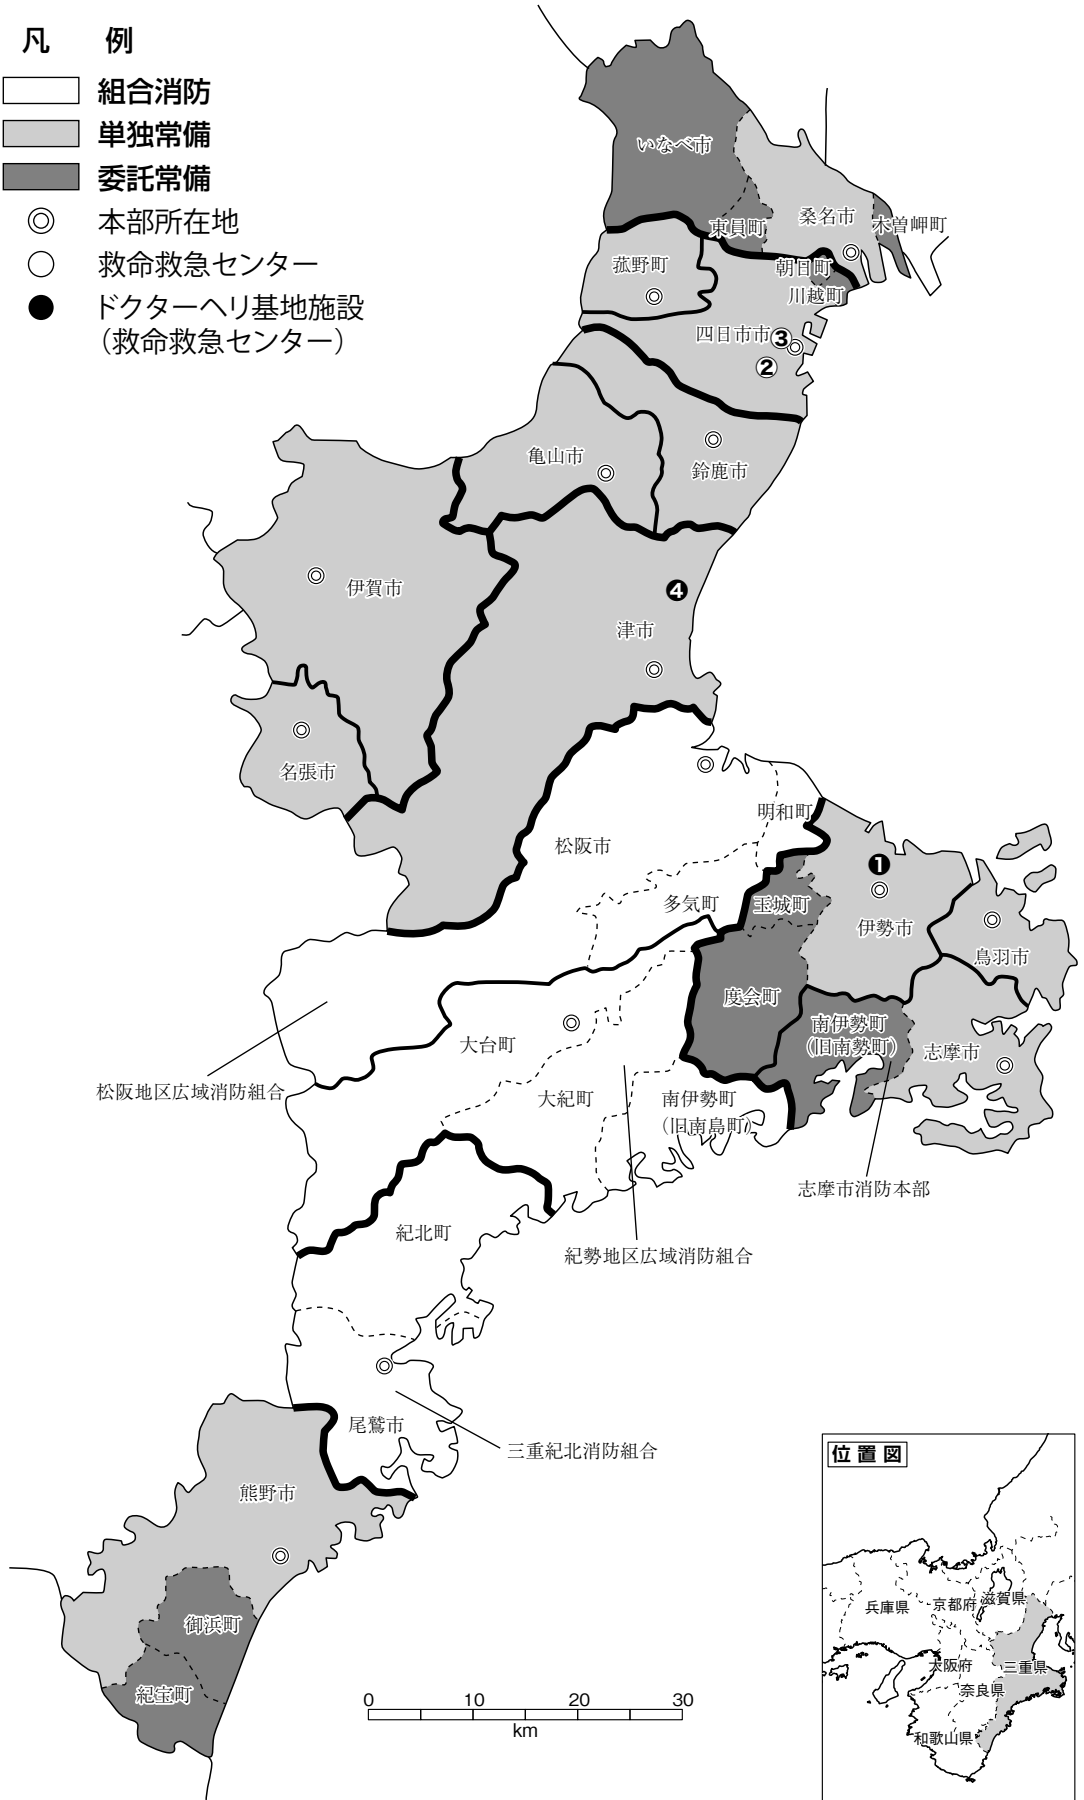 凡 例
組合消防
単独常備
委託常備
本部所在地
救命救急センター
ドクターヘリ基地施設
（救命救急センター）
いなべ市
東員町
桑名市
木曽岬町
菰野町
朝日町
川越町
四日市市
3
2
亀山市
鈴鹿市
伊賀市
4
津市
名張市
明和町
松阪市
1
多気町
玉城町
伊勢市
鳥羽市
度会町
南伊勢町
（旧南勢町）
志摩市
大台町
松阪地区広域消防組合
大紀町
南伊勢町
（旧南島町）
志摩市消防本部
紀北町
紀勢地区広域消防組合
尾鷲市
三重紀北消防組合
熊野市
御浜町
紀宝町
0 10 20 30
km
位置図
兵庫県
京都府
滋賀県
大阪府
三重県
奈良県
和歌山県